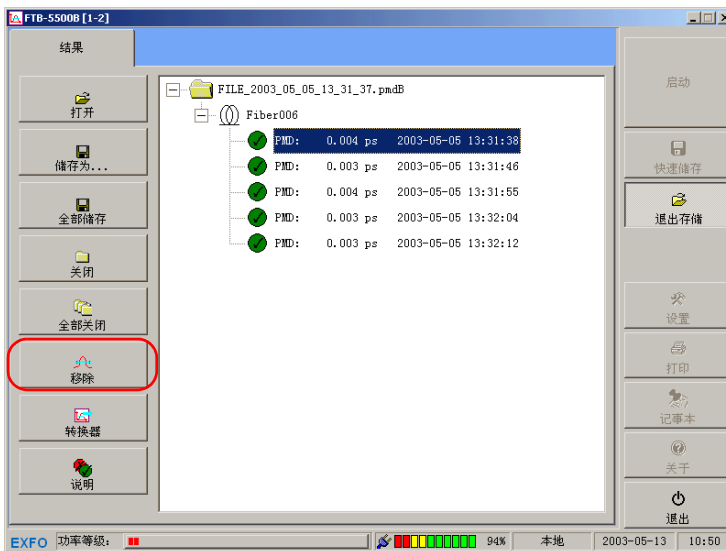 FTB-5500B [1-2]
结果
打开
储存为...
全部储存
关闭
全部关闭
移除
转换器
说明
FILE_2003_05_05_13_31_37.pmdB
Fiber006
PMD: 0.004 ps 2003-05-05 13:31:38
PMD: 0.003 ps 2003-05-05 13:31:46
PMD: 0.004 ps 2003-05-05 13:31:55
PMD: 0.003 ps 2003-05-05 13:32:04
PMD: 0.003 ps 2003-05-05 13:32:12
启动
快速储存
退出存储
设置
打印
记事本
关于
退出
EXFO 功率等级: 94% 本地 2003-05-13 10:50